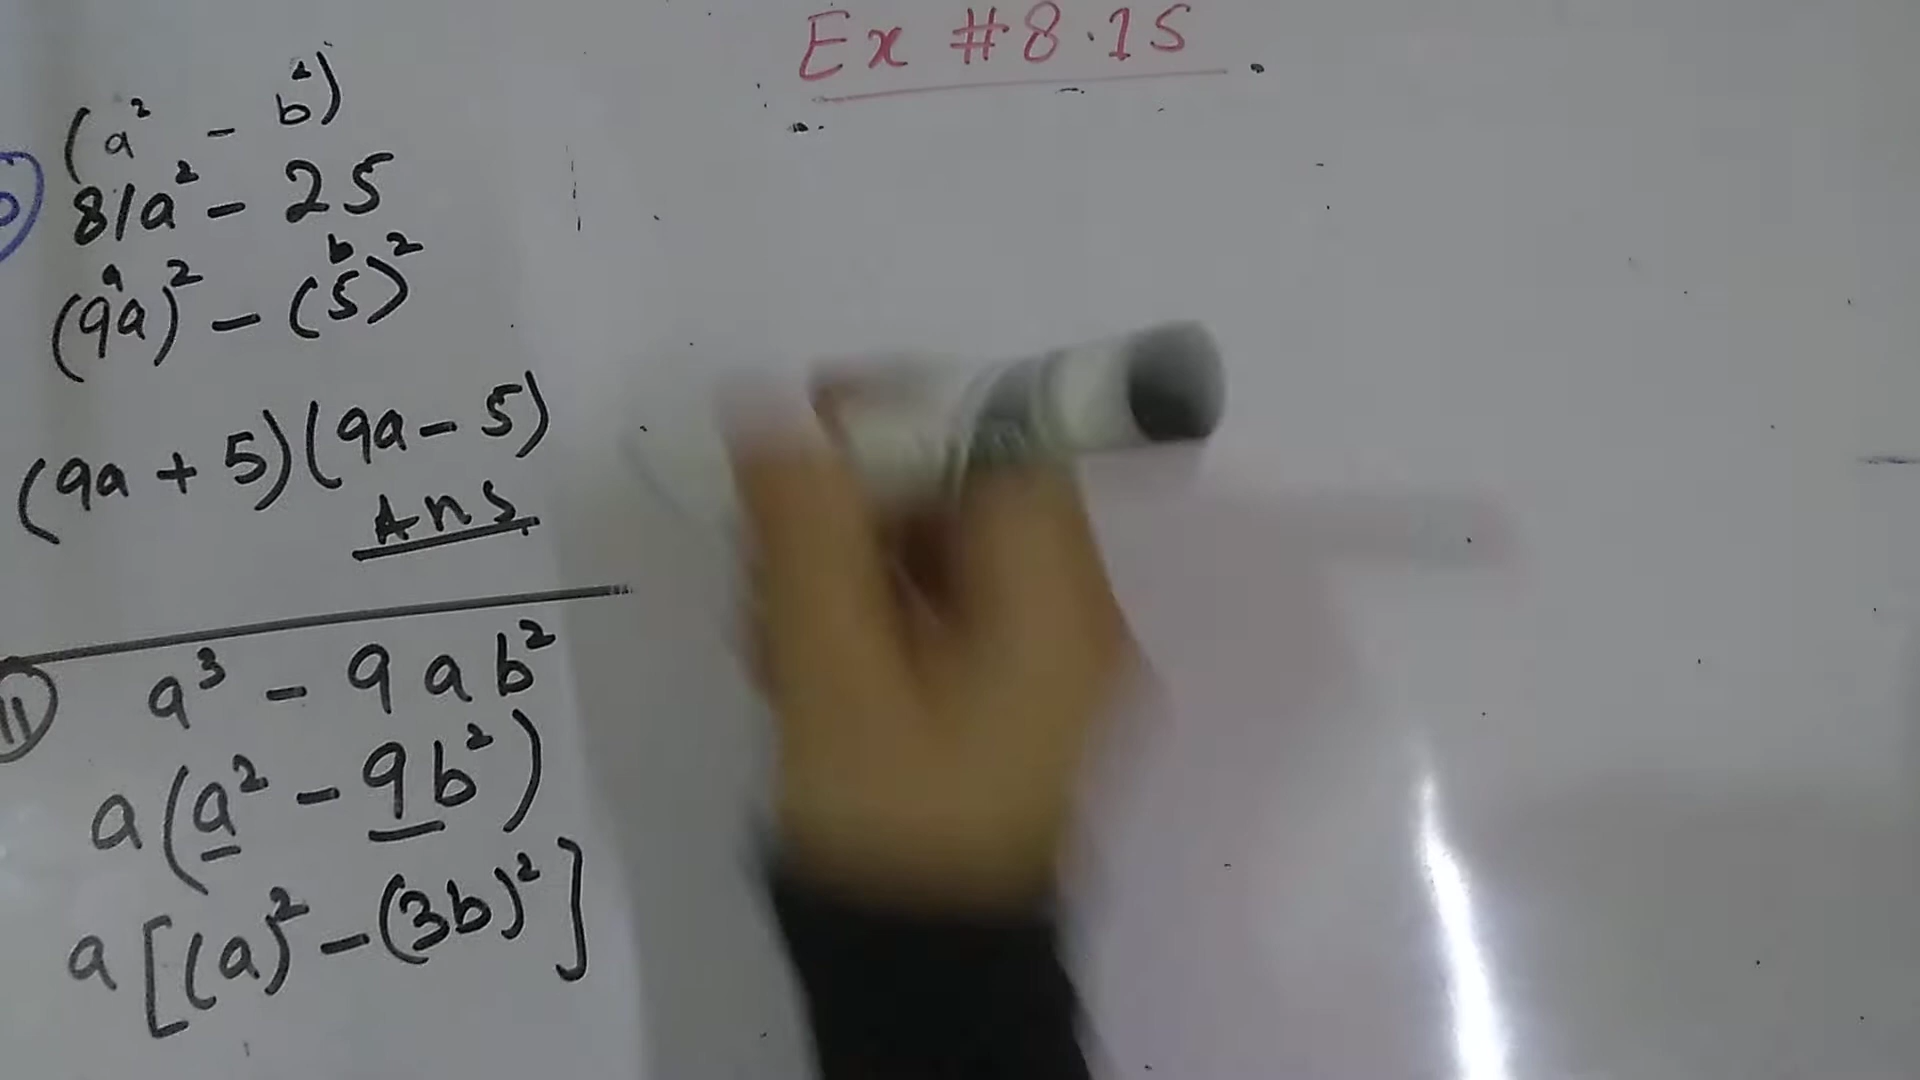 Ex #8.15
(a² - b²)
81a² - 25
a b
(9a)² - (5)²
(9a + 5)(9a - 5)
Ans
11 a³ - 9ab²
a(a² - 9b²)
a[(a)² - (3b)²]